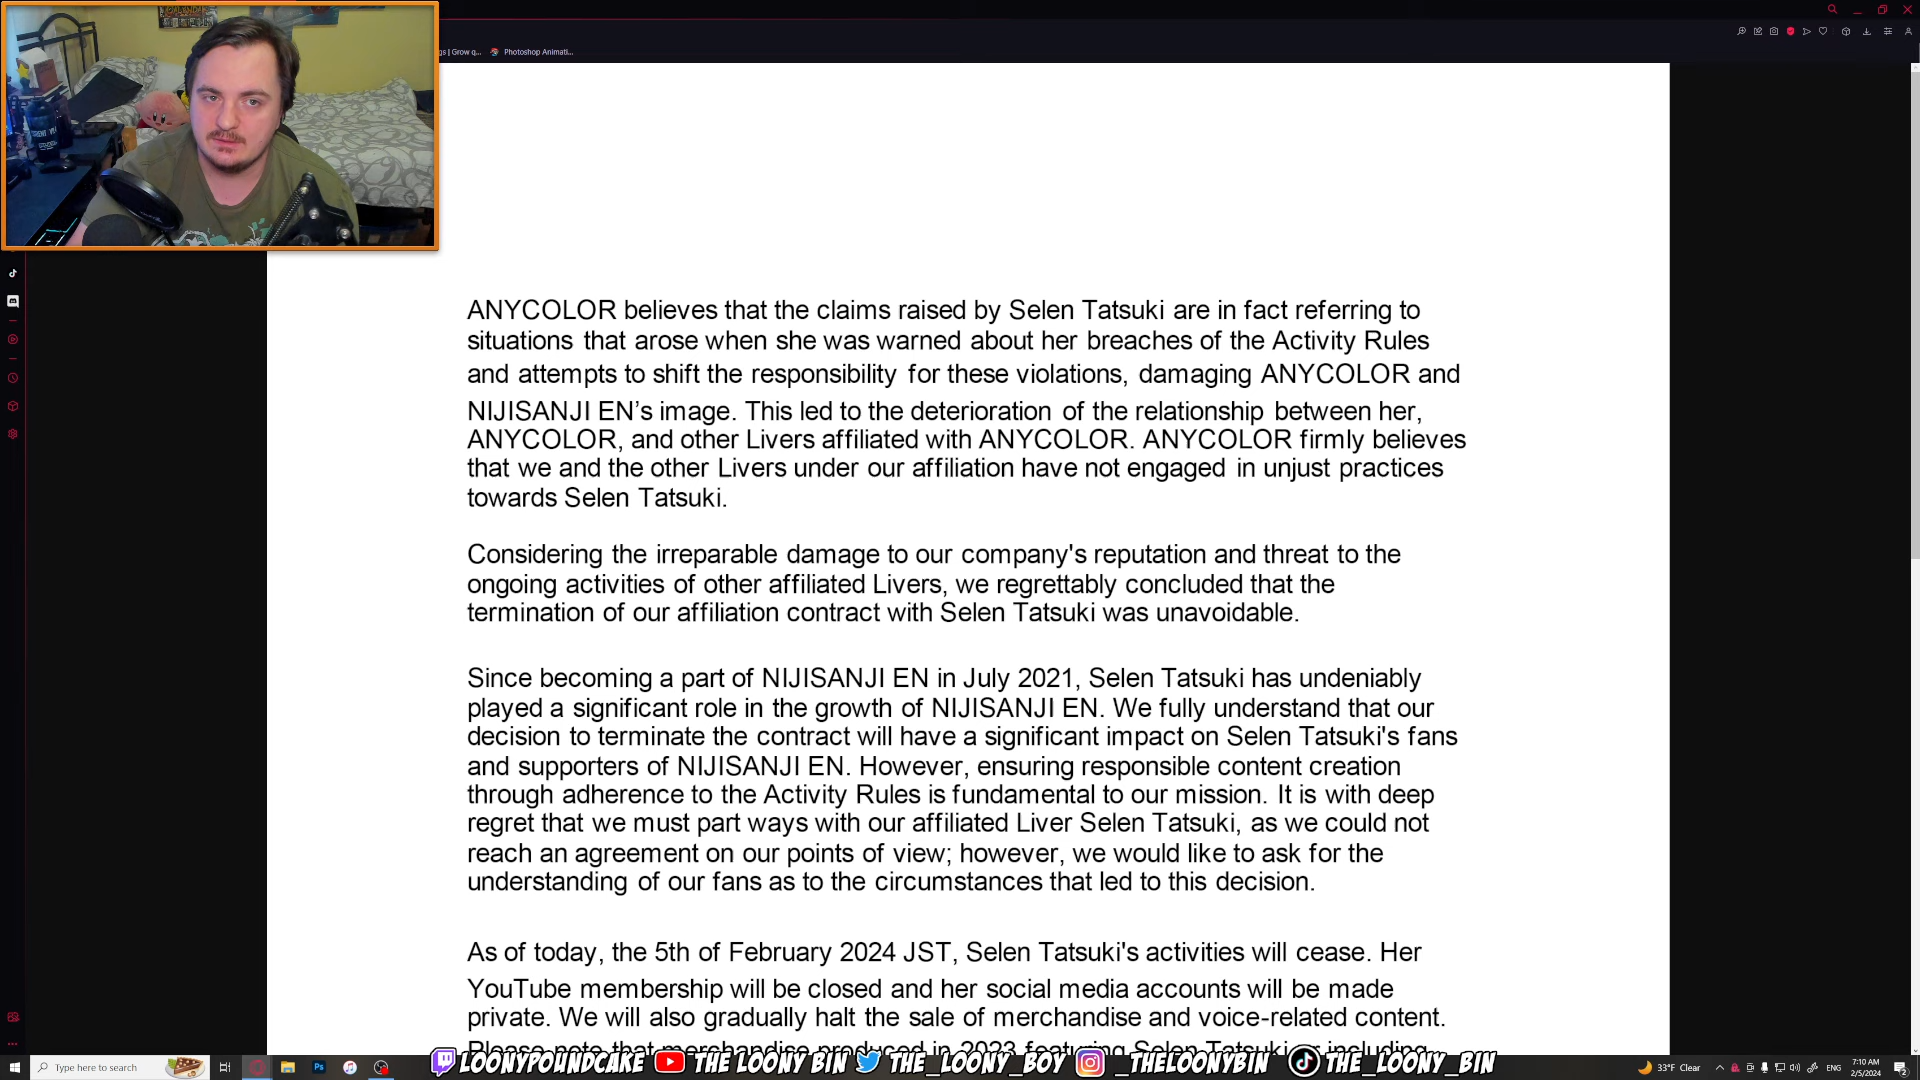 gs | Grow q... Photoshop Animati...
ANYCOLOR believes that the claims raised by Selen Tatsuki are in fact referring to
situations that arose when she was warned about her breaches of the Activity Rules
and attempts to shift the responsibility for these violations, damaging ANYCOLOR and
NIJISANJI EN’s image. This led to the deterioration of the relationship between her,
ANYCOLOR, and other Livers affiliated with ANYCOLOR. ANYCOLOR firmly believes
that we and the other Livers under our affiliation have not engaged in unjust practices
towards Selen Tatsuki.
Considering the irreparable damage to our company's reputation and threat to the
ongoing activities of other affiliated Livers, we regrettably concluded that the
termination of our affiliation contract with Selen Tatsuki was unavoidable.
Since becoming a part of NIJISANJI EN in July 2021, Selen Tatsuki has undeniably
played a significant role in the growth of NIJISANJI EN. We fully understand that our
decision to terminate the contract will have a significant impact on Selen Tatsuki's fans
and supporters of NIJISANJI EN. However, ensuring responsible content creation
through adherence to the Activity Rules is fundamental to our mission. It is with deep
regret that we must part ways with our affiliated Liver Selen Tatsuki, as we could not
reach an agreement on our points of view; however, we would like to ask for the
understanding of our fans as to the circumstances that led to this decision.
As of today, the 5th of February 2024 JST, Selen Tatsuki's activities will cease. Her
YouTube membership will be closed and her social media accounts will be made
private. We will also gradually halt the sale of merchandise and voice-related content.
Please note that merchandise produced in 2023 featuring Selen Tatsuki including
Type here to search
Ps
LOONYPOUNDCAKE THE LOONY BIN THE_LOONY_BOY _THELOONYBIN THE_LOONY_BIN
33°F Clear
ENG
7:10 AM
2/5/2024